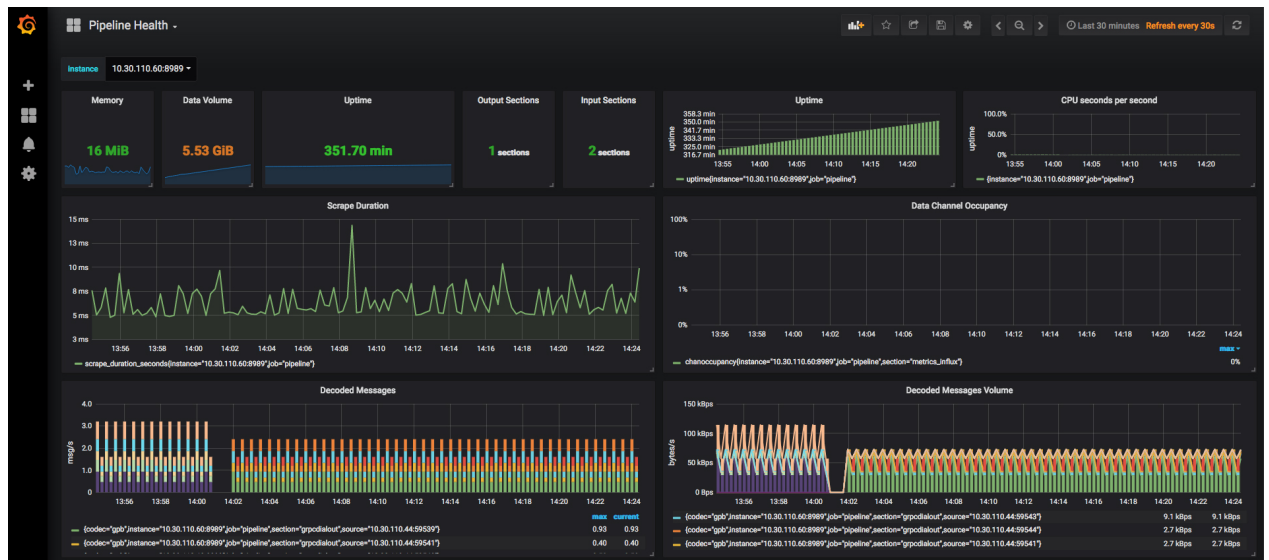 Pipeline Health
Last 30 minutes Refresh every 30s
Instance 10.30.110.60:8989
Memory
16 MiB
Data Volume
5.53 GiB
Uptime
351.70 min
Output Sections
1 sections
Input Sections
2 sections
Uptime
uptime
358.3 min
350.0 min
341.7 min
333.3 min
325.0 min
316.7 min
13:55 14:00 14:05 14:10 14:15 14:20
uptime{instance="10.30.110.60:8989",job="pipeline"}
CPU seconds per second
uptime
100.0%
50.0%
0%
13:55 14:00 14:05 14:10 14:15 14:20
{instance="10.30.110.60:8989",job="pipeline"}
Scrape Duration
15 ms
13 ms
10 ms
8 ms
5 ms
3 ms
13:56 13:58 14:00 14:02 14:04 14:06 14:08 14:10 14:12 14:14 14:16 14:18 14:20 14:22 14:24
scrape_duration_seconds{instance="10.30.110.60:8989",job="pipeline"}
Data Channel Occupancy
100%
10%
1%
0%
13:56 13:58 14:00 14:02 14:04 14:06 14:08 14:10 14:12 14:14 14:16 14:18 14:20 14:22 14:24
max
chanoccupancy{instance="10.30.110.60:8989",job="pipeline",section="metrics_influx"} 0%
Decoded Messages
msg/s
4.0
3.0
2.0
1.0
0
13:56 13:58 14:00 14:02 14:04 14:06 14:08 14:10 14:12 14:14 14:16 14:18 14:20 14:22 14:24
max current
{codec="gpb",instance="10.30.110.60:8989",job="pipeline",section="grpcdialout",source="10.30.110.44:59539"} 0.93 0.93
{codec="gpb",instance="10.30.110.60:8989",job="pipeline",section="grpcdialout",source="10.30.110.44:59541"} 0.40 0.40
Decoded Messages Volume
bytes/s
150 kBps
100 kBps
50 kBps
0 Bps
13:56 13:58 14:00 14:02 14:04 14:06 14:08 14:10 14:12 14:14 14:16 14:18 14:20 14:22 14:24
{codec="gpb",instance="10.30.110.60:8989",job="pipeline",section="grpcdialout",source="10.30.110.44:59543"} 9.1 kBps 9.1 kBps
{codec="gpb",instance="10.30.110.60:8989",job="pipeline",section="grpcdialout",source="10.30.110.44:59544"} 2.7 kBps 2.7 kBps
{codec="gpb",instance="10.30.110.60:8989",job="pipeline",section="grpcdialout",source="10.30.110.44:59541"} 2.7 kBps 2.7 kBps